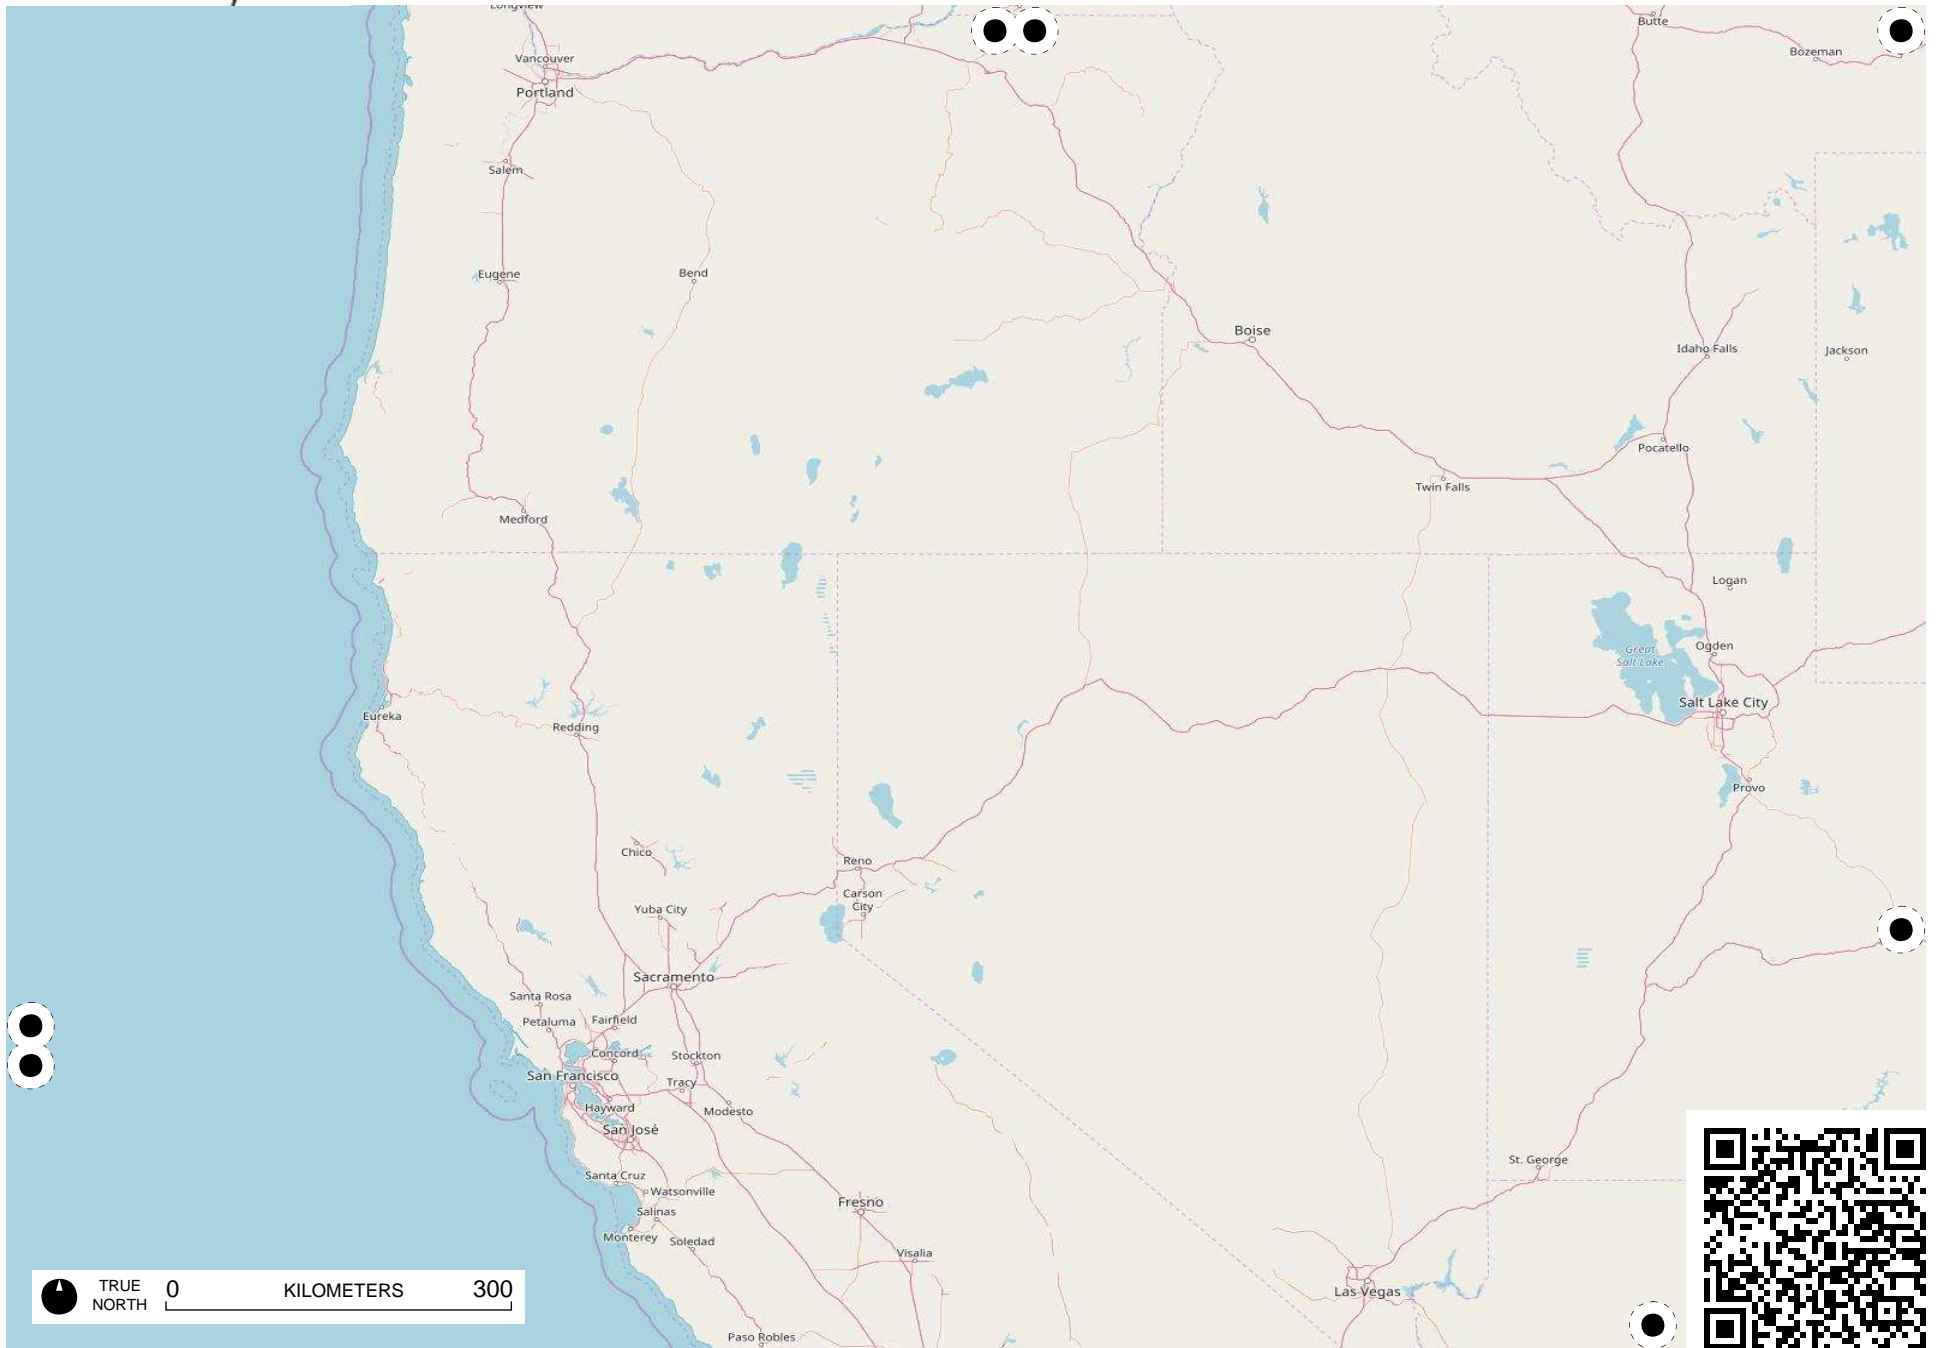 Longview
Butte
Bozeman
Vancouver
Portland
Salem
Eugene
Bend
Boise
Idaho Falls
Jackson
Pocatello
Twin Falls
Medford
Logan
Great
Salt Lake
Ogden
Salt Lake City
Eureka
Redding
Provo
Chico
Reno
Carson
City
Yuba City
Sacramento
Santa Rosa
Petaluma
Fairfield
Concord
Stockton
San Francisco
Tracy
Hayward
Modesto
San José
Santa Cruz
Watsonville
Salinas
Monterey
Soledad
Fresno
Visalia
St. George
Las Vegas
Paso Robles
TRUE
NORTH
0 KILOMETERS 300